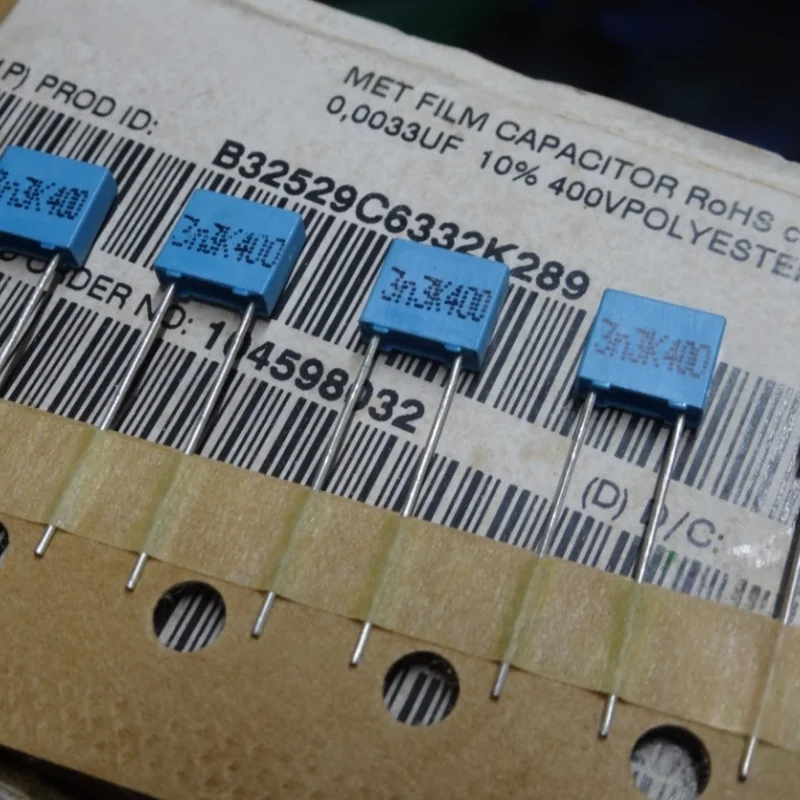 MET FILM CAPACITOR RoHS c
0,0033UF 10% 400VPOLYESTER
P) PROD ID:
B32529C6332K289
3n3K400
3n3K400
3n3K400
3n3K400
ORDER NO:
(D) D/C: